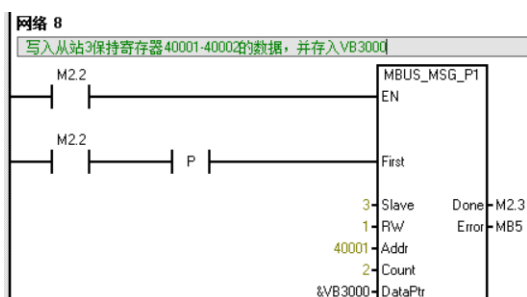 网络 8
写入从站3保持寄存器40001-40002的数据，并存入VB3000
M2.2
MBUS_MSG_P1
EN
M2.2
P
First
3 Slave Done M2.3
1 RW Error MB5
40001 Addr
2 Count
&VB3000 DataPtr